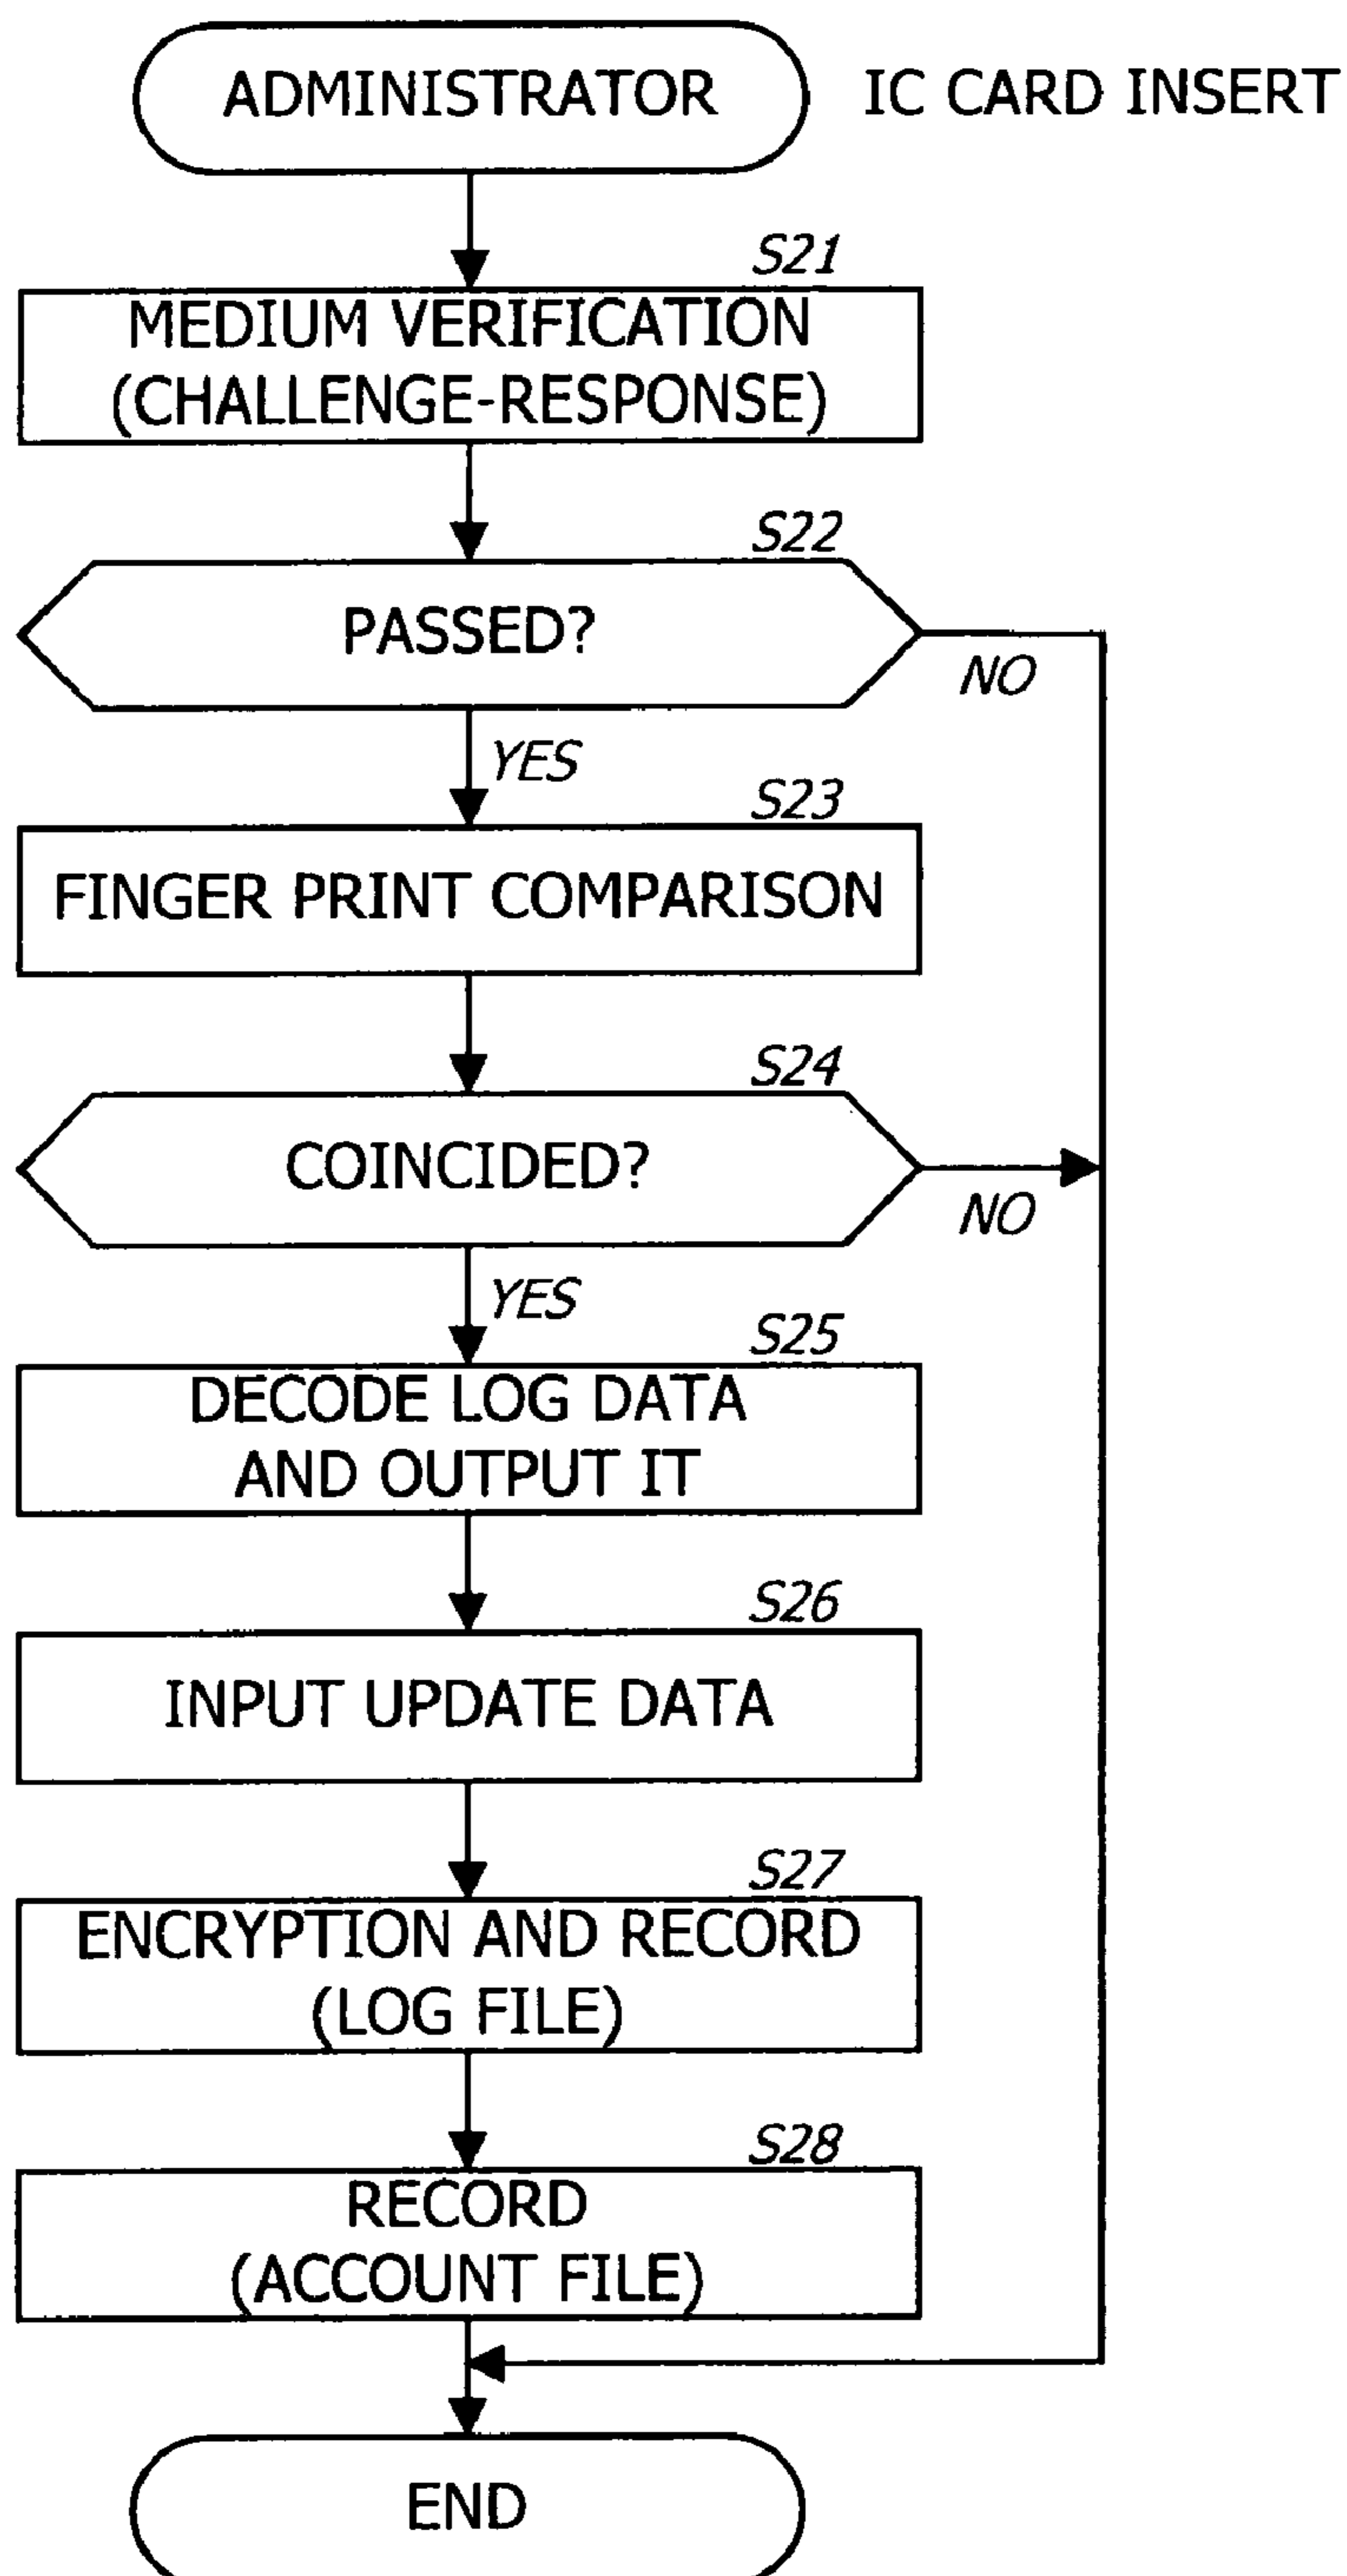 ADMINISTRATOR IC CARD INSERT
S21
MEDIUM VERIFICATION
(CHALLENGE-RESPONSE)
S22
PASSED?
NO
YES
S23
FINGER PRINT COMPARISON
S24
COINCIDED?
NO
YES
S25
DECODE LOG DATA
AND OUTPUT IT
S26
INPUT UPDATE DATA
S27
ENCRYPTION AND RECORD
(LOG FILE)
S28
RECORD
(ACCOUNT FILE)
END